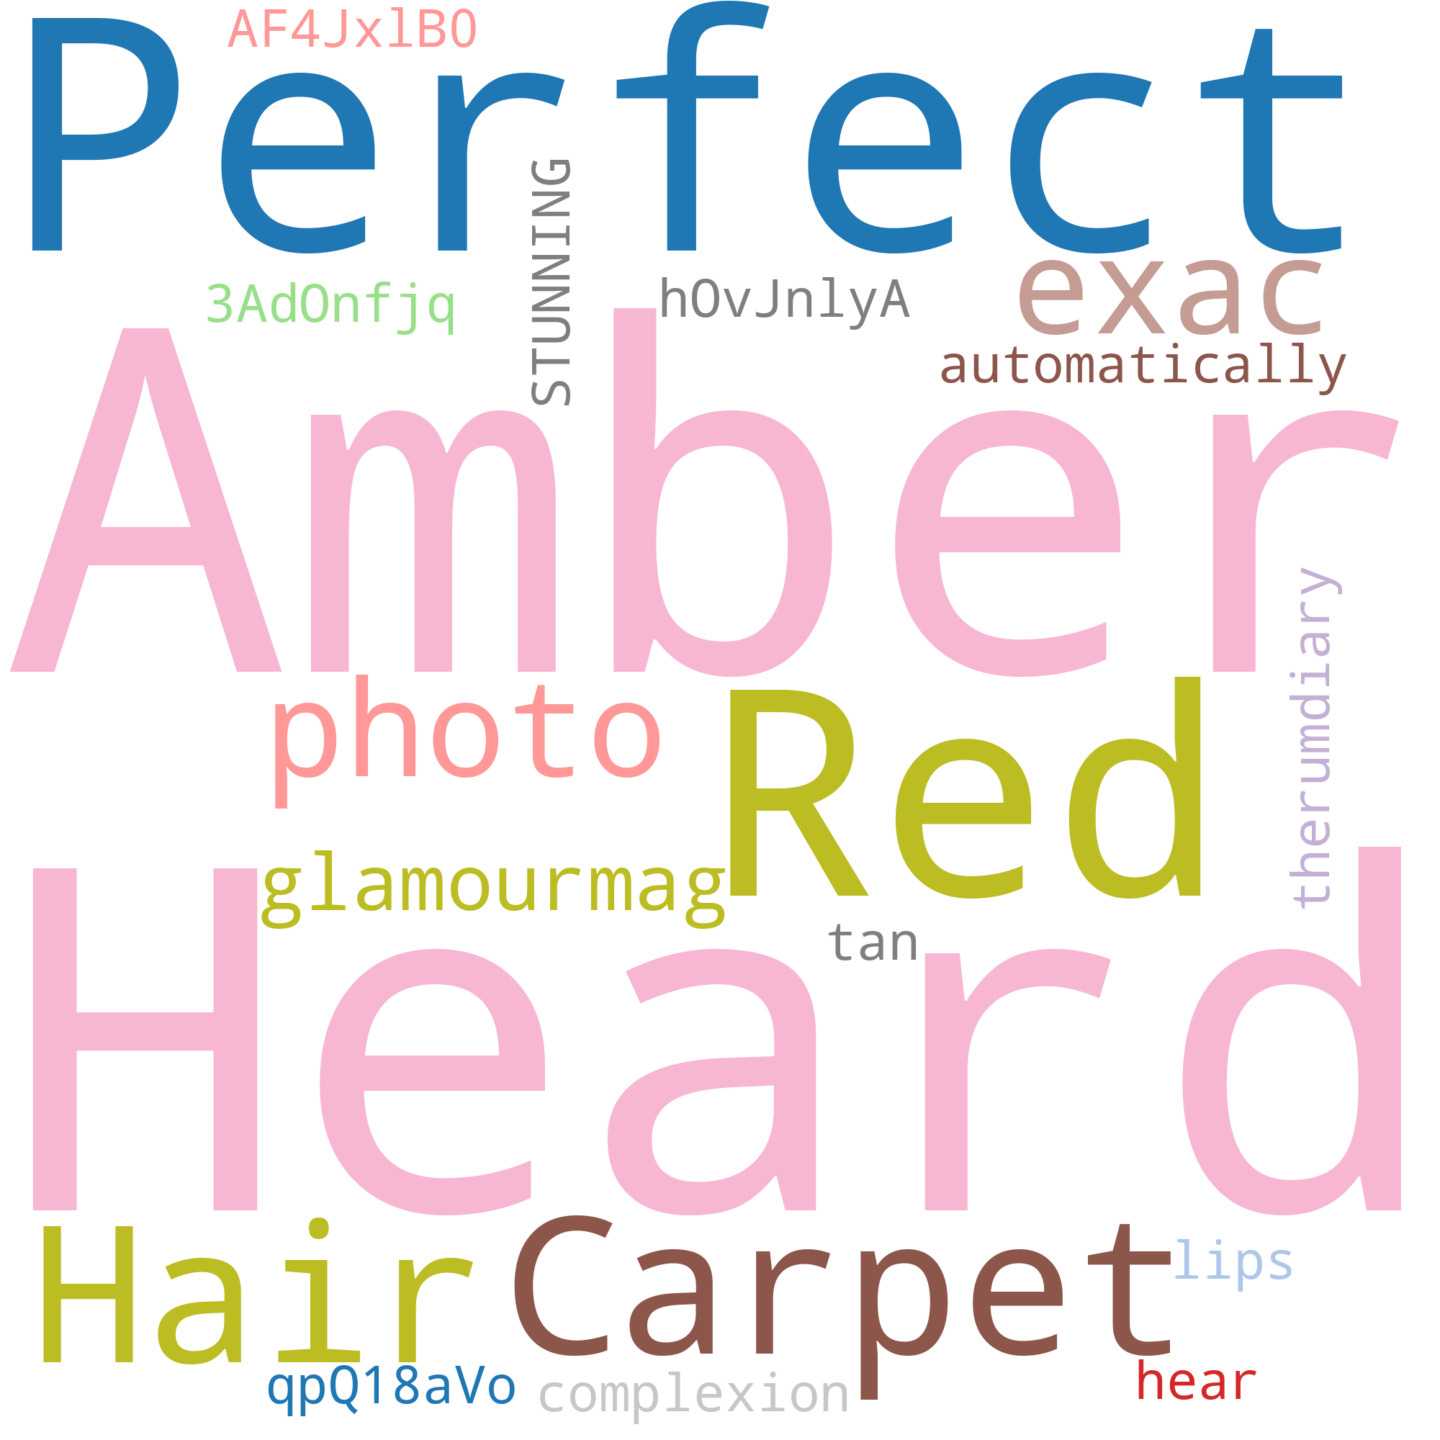 AF4JxlB0
Perfect
STUNNING
3AdOnfjq
hOvJnlyA
exac
automatically
Amber
therumdiary
photo
Red
glamourmag
tan
Heard
Hair
Carpet
lips
qpQ18aVo
complexion
hear